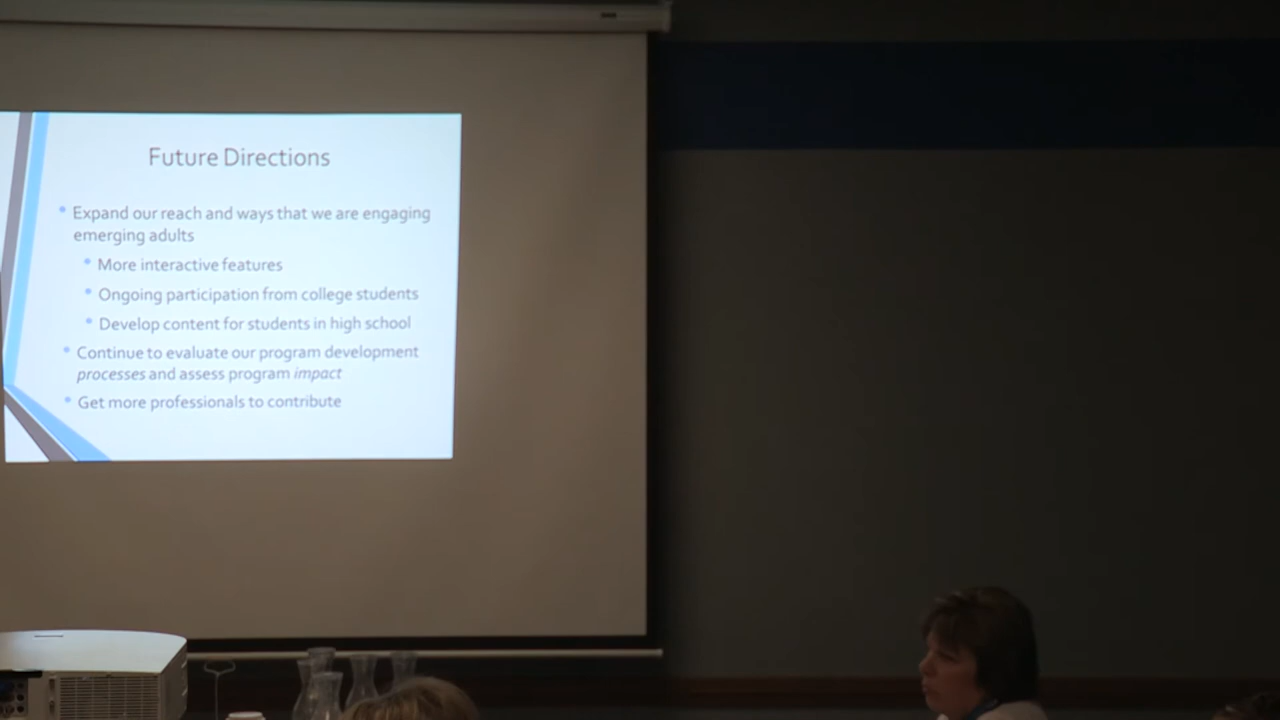 Future Directions
• Expand our reach and ways that we are engaging
emerging adults
• More interactive features
• Ongoing participation from college students
• Develop content for students in high school
• Continue to evaluate our program development
processes and assess program impact
• Get more professionals to contribute